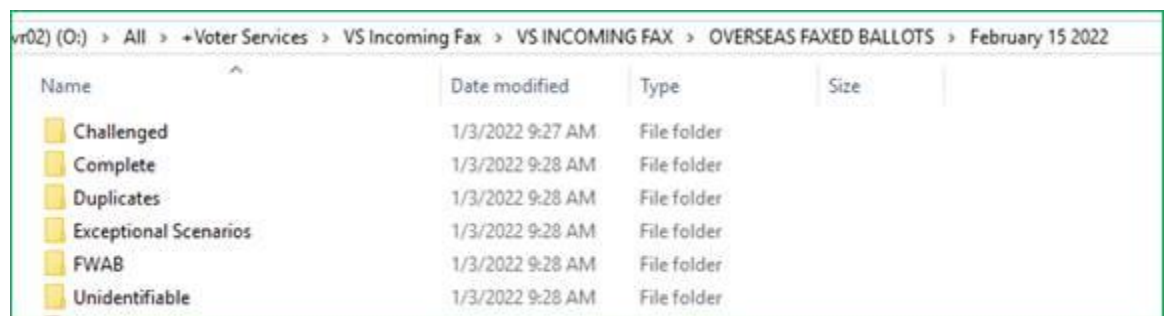 vr02) (O:) > All > +Voter Services > VS Incoming Fax > VS INCOMING FAX > OVERSEAS FAXED BALLOTS > February 15 2022
Name Date modified Type Size
Challenged 1/3/2022 9:27 AM File folder
Complete 1/3/2022 9:28 AM File folder
Duplicates 1/3/2022 9:28 AM File folder
Exceptional Scenarios 1/3/2022 9:28 AM File folder
FWAB 1/3/2022 9:28 AM File folder
Unidentifiable 1/3/2022 9:28 AM File folder